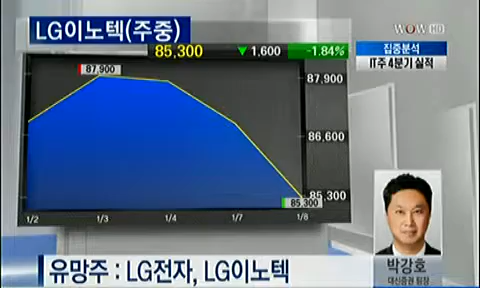 LG이노텍(주중)
WOW HD
85,300 ▼ 1,600 -1.84%
집중분석
IT주 4분기 실적
87,900
87,900
86,600
85,300
85,300
1/2 1/3 1/4 1/7 1/8
박강호
대신증권 팀장
유망주 : LG전자, LG이노텍